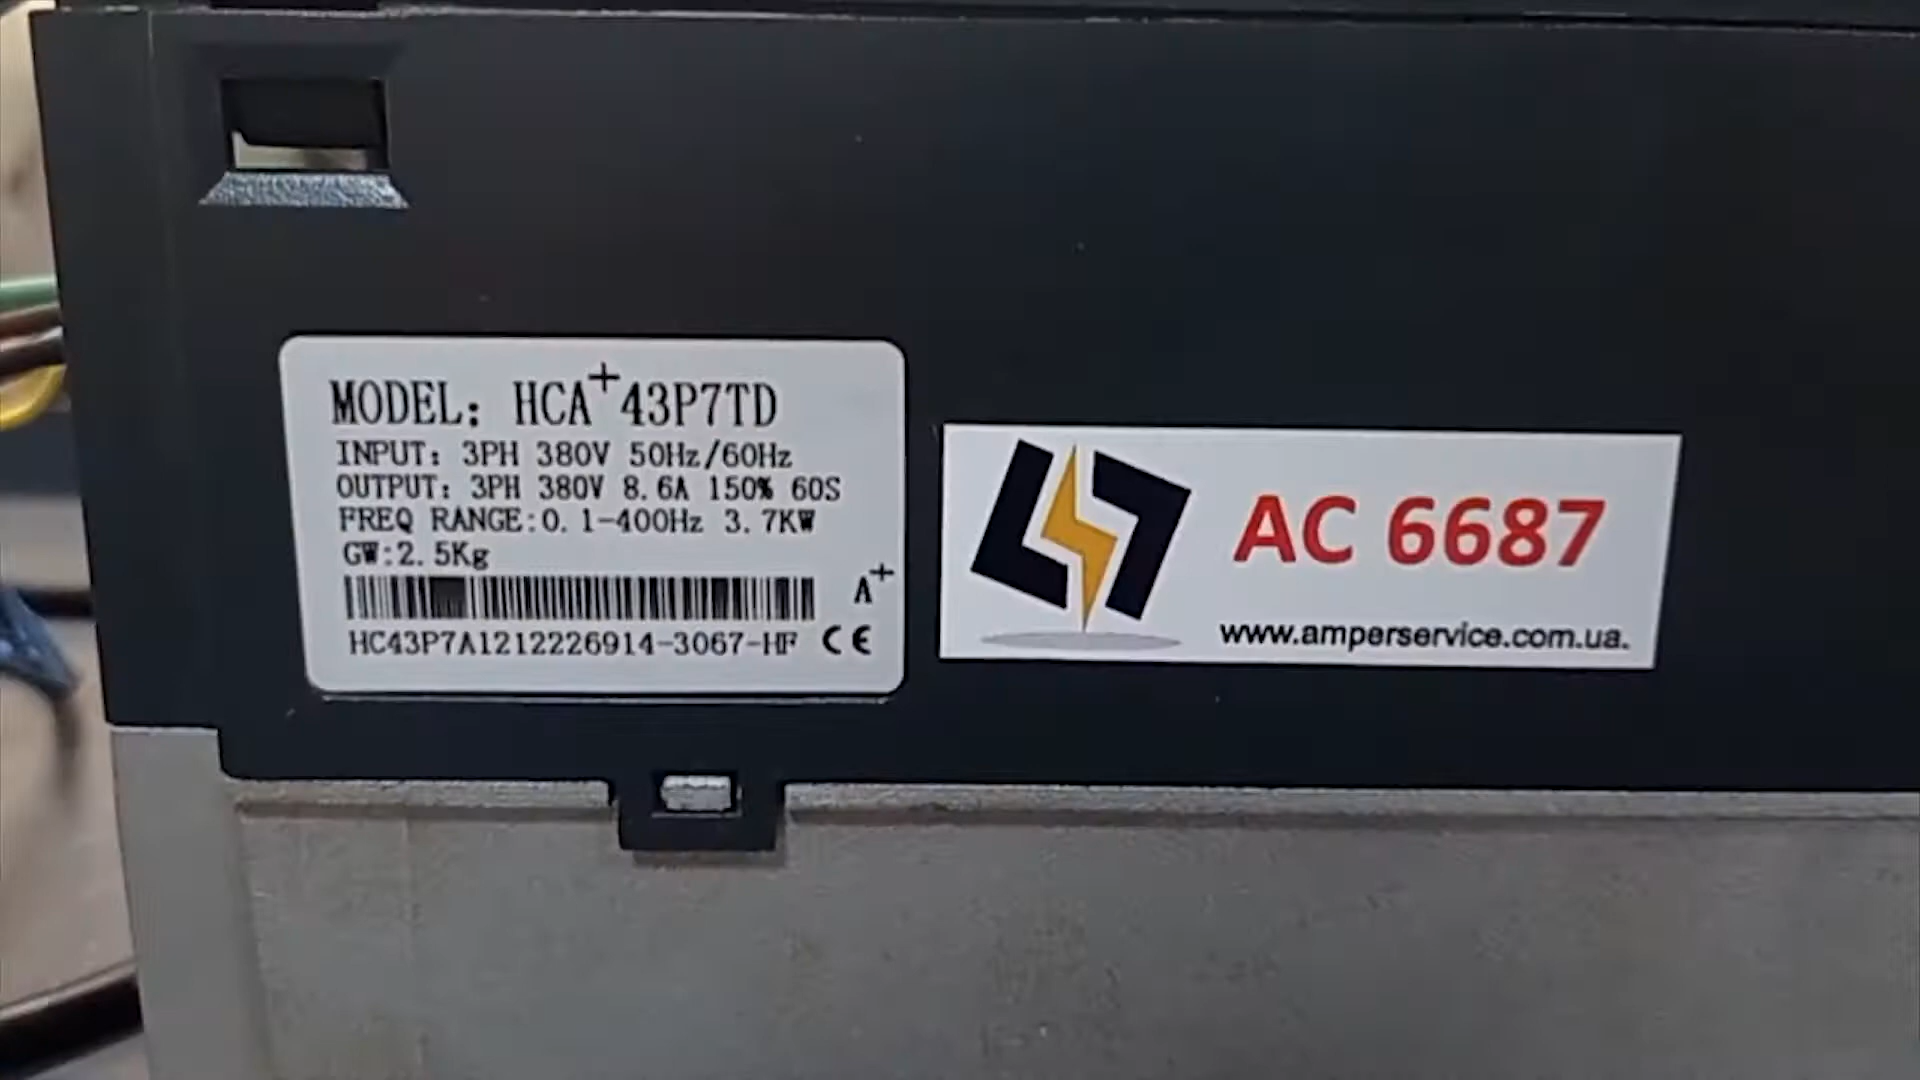 MODEL: HCA+43P7TD
INPUT: 3PH 380V 50Hz/60Hz
OUTPUT: 3PH 380V 8.6A 150% 60S
FREQ RANGE:0.1-400Hz 3.7KW
GW:2.5Kg
A+
HC43P7A1212226914-3067-HF CE
AC 6687
www.amperservice.com.ua.